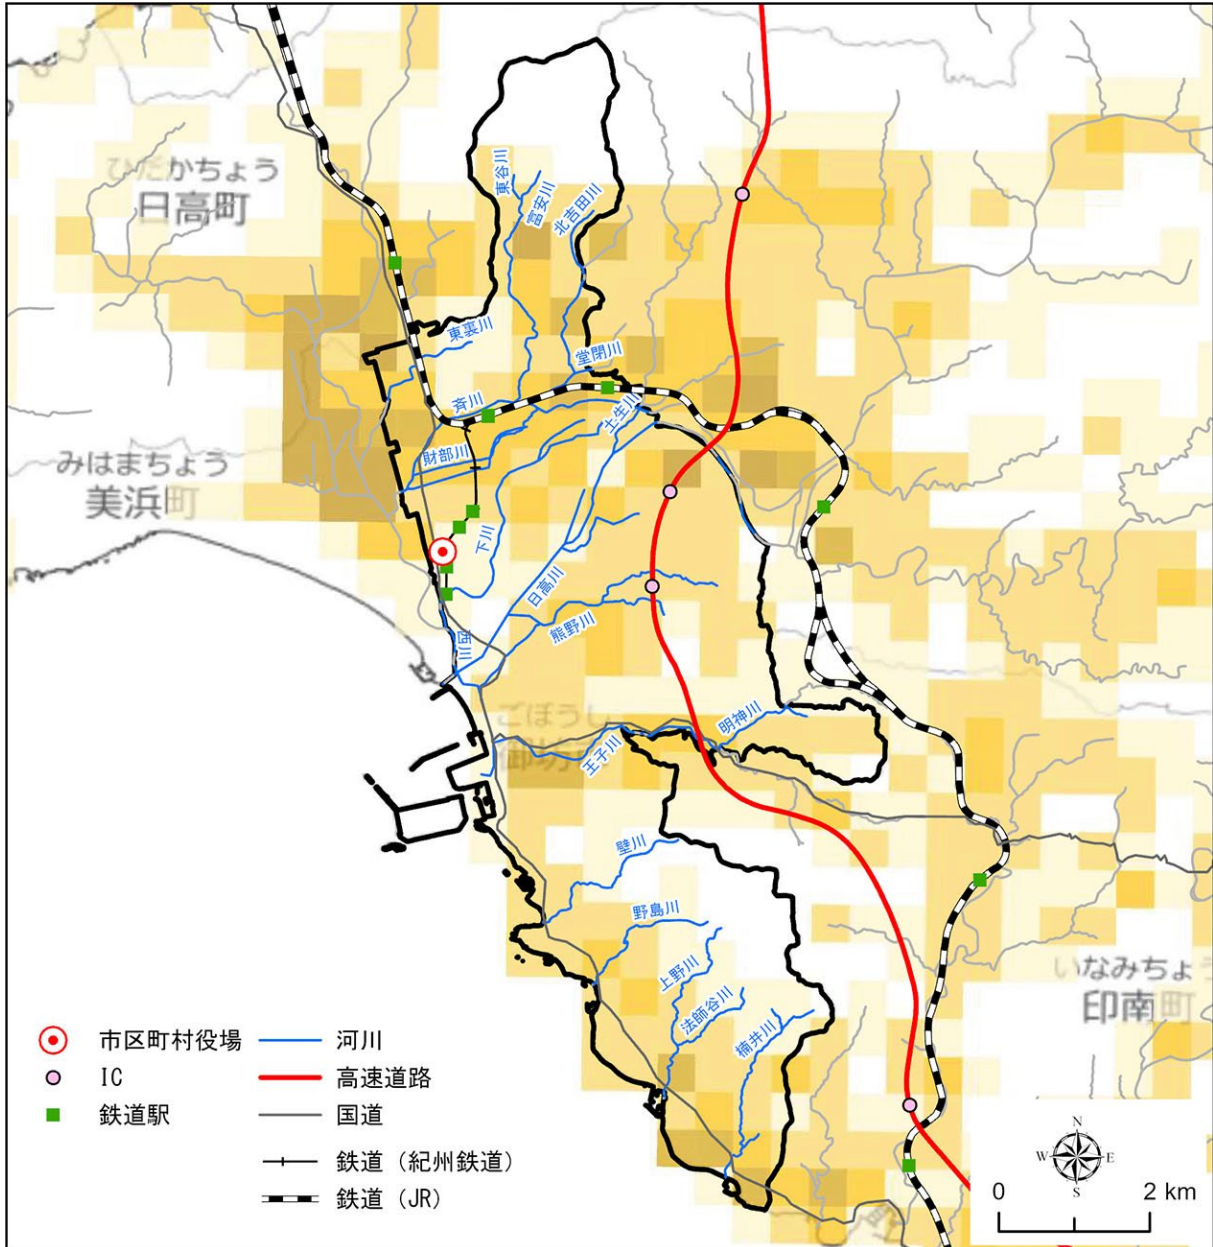 ひだかちょう
日高町
東谷川
富安川
北吉田川
東裏川
堂閉川
斉川
土生川
財部川
みはまちょう
美浜町
下川
日高川
熊野川
西川
ごぼうし
御坊市
王子川
明神川
壁川
野島川
上野川
法師谷川
楠井川
いなみちょう
印南町
市区町村役場
IC
鉄道駅
河川
高速道路
国道
鉄道（紀州鉄道）
鉄道（JR）
N
W E
S
0 2 km